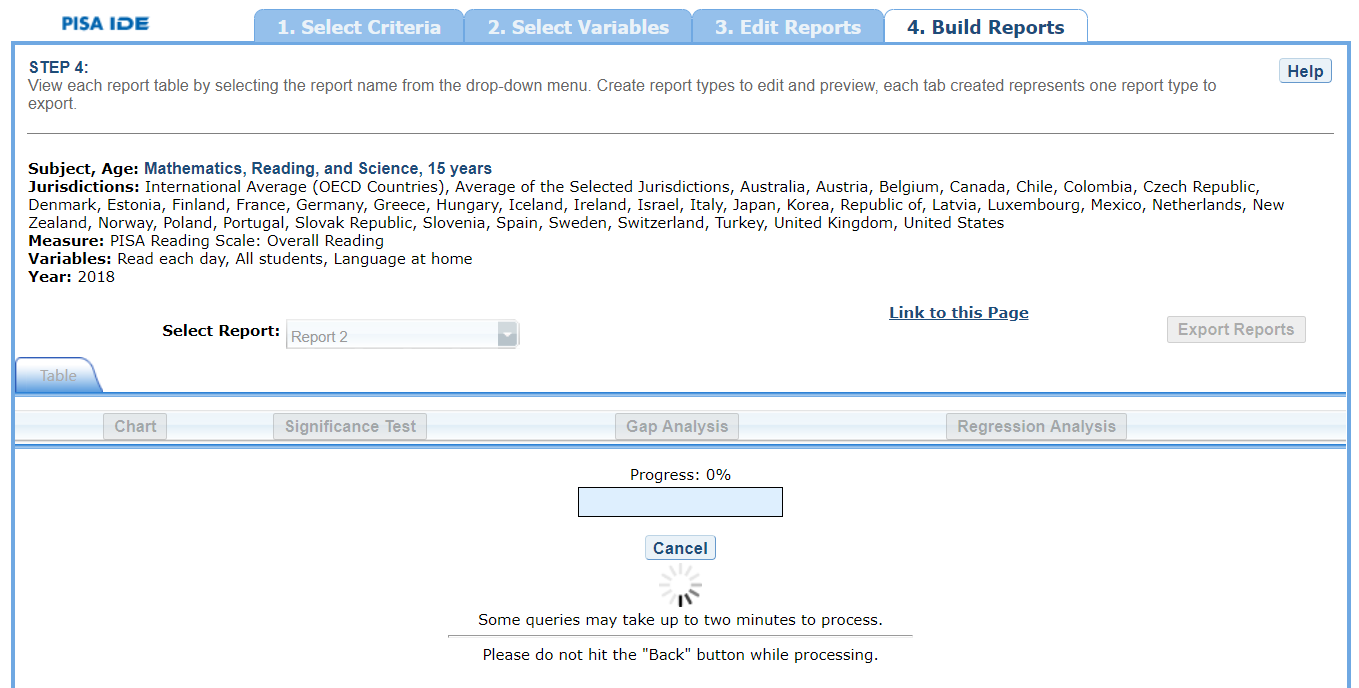 PISA IDE
1. Select Criteria
2. Select Variables
3. Edit Reports
4. Build Reports
STEP 4:
Help
View each report table by selecting the report name from the drop-down menu. Create report types to edit and preview, each tab created represents one report type to
export.
Subject, Age: Mathematics, Reading, and Science, 15 years
Jurisdictions: International Average (OECD Countries), Average of the Selected Jurisdictions, Australia, Austria, Belgium, Canada, Chile, Colombia, Czech Republic,
Denmark, Estonia, Finland, France, Germany, Greece, Hungary, Iceland, Ireland, Israel, Italy, Japan, Korea, Republic of, Latvia, Luxembourg, Mexico, Netherlands, New
Zealand, Norway, Poland, Portugal, Slovak Republic, Slovenia, Spain, Sweden, Switzerland, Turkey, United Kingdom, United States
Measure: PISA Reading Scale: Overall Reading
Variables: Read each day, All students, Language at home
Year: 2018
Link to this Page
Select Report: Report 2
Export Reports
Table
Chart
Significance Test
Gap Analysis
Regression Analysis
Progress: 0%
Cancel
Some queries may take up to two minutes to process.
Please do not hit the "Back" button while processing.